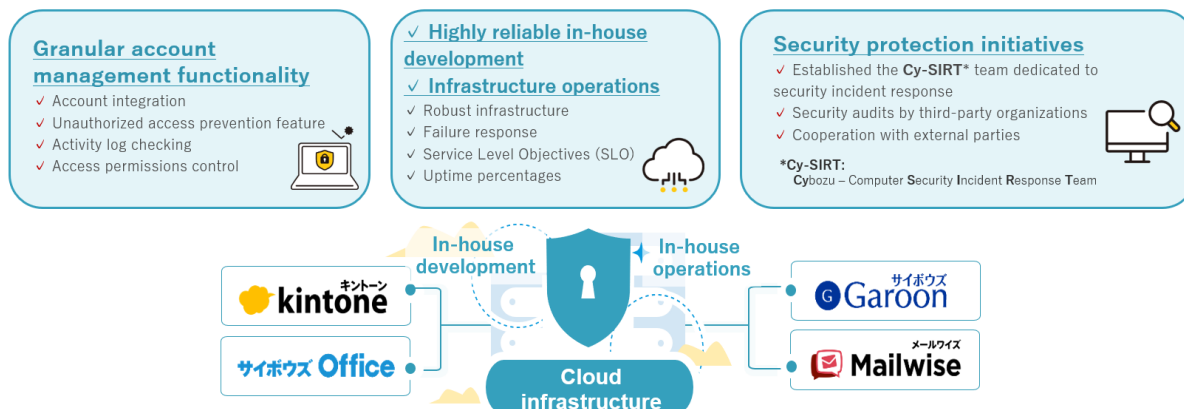 Granular account
management functionality
✓ Account integration
✓ Unauthorized access prevention feature
✓ Activity log checking
✓ Access permissions control
✓ Highly reliable in-house
development
✓ Infrastructure operations
✓ Robust infrastructure
✓ Failure response
✓ Service Level Objectives (SLO)
✓ Uptime percentages
Security protection initiatives
✓ Established the Cy-SIRT* team dedicated to
security incident response
✓ Security audits by third-party organizations
✓ Cooperation with external parties
*Cy-SIRT:
Cybozu – Computer Security Incident Response Team
In-house
development
In-house
operations
キントーン
kintone
サイボウズ Office
サイボウズ
G Garoon
メールワイズ
Mailwise
Cloud
infrastructure